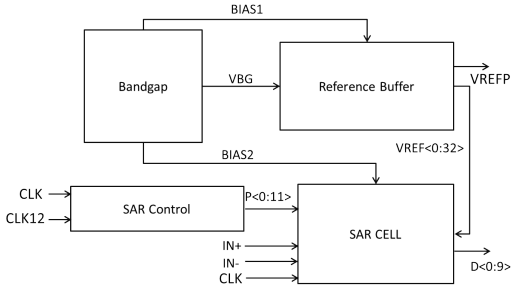 BIAS1
Bandgap
VBG
Reference Buffer
VREFP
VREF<0:32>
BIAS2
CLK
CLK12
SAR Control
P<0:11>
SAR CELL
IN+
IN-
CLK
D<0:9>